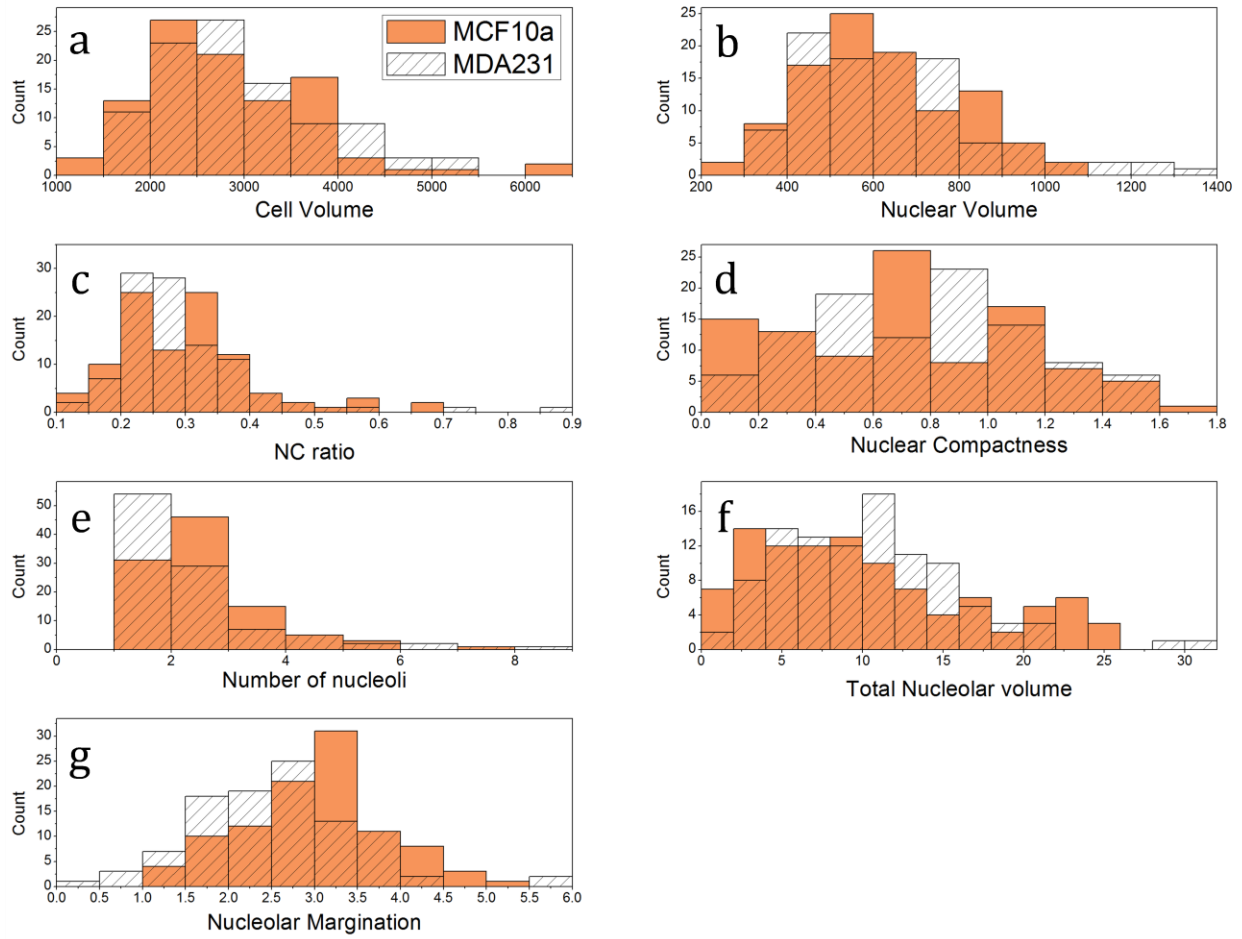 a
MCF10a
MDA231
Count
25
20
15
10
5
0
1000 2000 3000 4000 5000 6000
Cell Volume
b
Count
25
20
15
10
5
0
200 400 600 800 1000 1200 1400
Nuclear Volume
c
Count
30
20
10
0
0.1 0.2 0.3 0.4 0.5 0.6 0.7 0.8 0.9
NC ratio
d
Count
25
20
15
10
5
0
0.0 0.2 0.4 0.6 0.8 1.0 1.2 1.4 1.6 1.8
Nuclear Compactness
e
Count
50
40
30
20
10
0
0 2 4 6 8
Number of nucleoli
f
Count
16
12
8
4
0
0 5 10 15 20 25 30
Total Nucleolar volume
g
Count
30
25
20
15
10
5
0
0.0 0.5 1.0 1.5 2.0 2.5 3.0 3.5 4.0 4.5 5.0 5.5 6.0
Nucleolar Margination